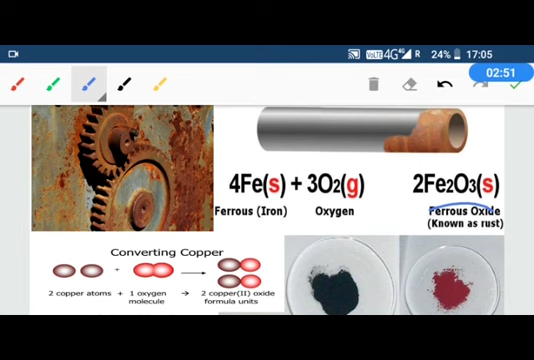 VoLTE 4G 4G R 24% 17:05
02:51
4Fe(s) + 3O2(g) 2Fe2O3(s)
Ferrous (Iron) Oxygen Ferrous Oxide
(Known as rust)
Converting Copper
+
2 copper atoms + 1 oxygen molecule → 2 copper(II) oxide formula units